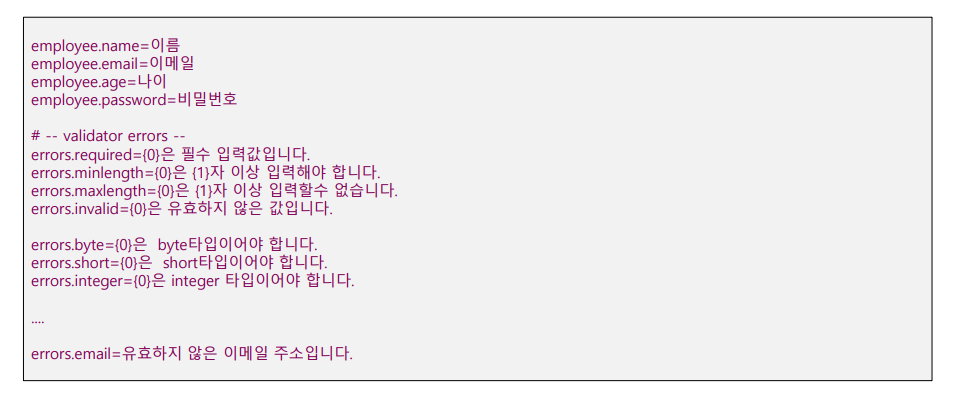 employee.name=이름
employee.email=이메일
employee.age=나이
employee.password=비밀번호
# -- validator errors --
errors.required={0}은 필수 입력값입니다.
errors.minlength={0}은 {1}자 이상 입력해야 합니다.
errors.maxlength={0}은 {1}자 이상 입력할수 없습니다.
errors.invalid={0}은 유효하지 않은 값입니다.
errors.byte={0}은  byte타입이어야 합니다.
errors.short={0}은  short타입이어야 합니다.
errors.integer={0}은 integer 타입이어야 합니다.
....
errors.email=유효하지 않은 이메일 주소입니다.